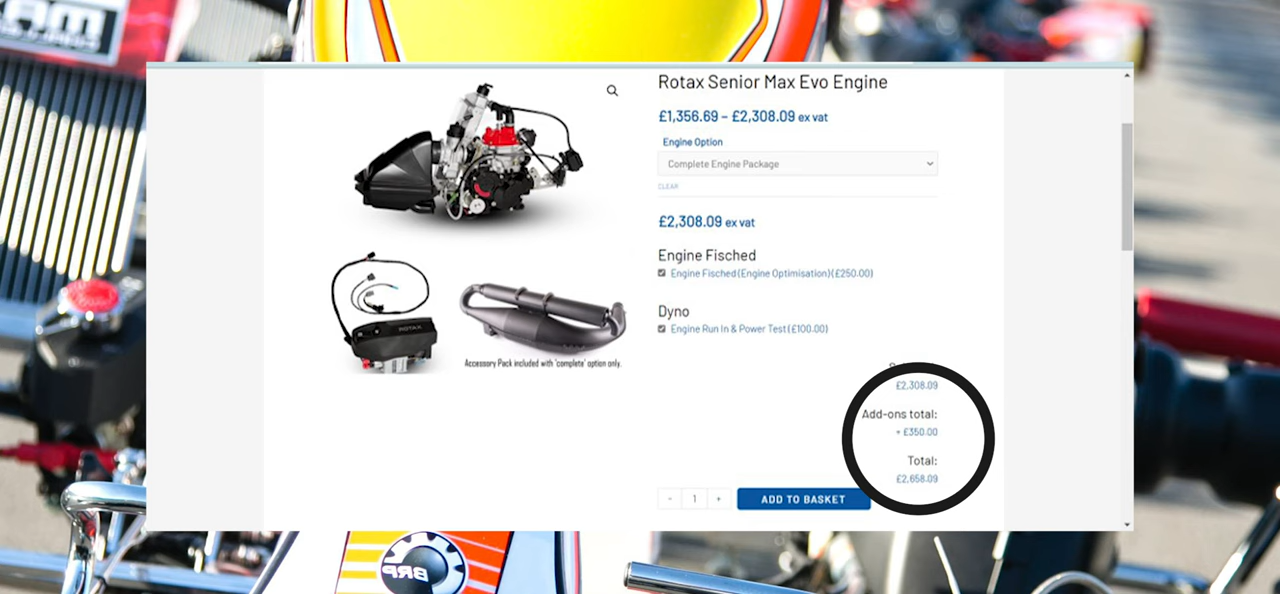 Rotax Senior Max Evo Engine
£1,356.69 – £2,308.09 ex vat
Engine Option
Complete Engine Package
CLEAR
£2,308.09 ex vat
Engine Fisched
Engine Fisched (Engine Optimisation) (£250.00)
Dyno
Engine Run In & Power Test (£100.00)
ROTAX
Accessory Pack included with 'complete' option only.
£2,308.09
Add-ons total:
+ £350.00
Total:
£2,658.09
- 1 +
ADD TO BASKET
BRP